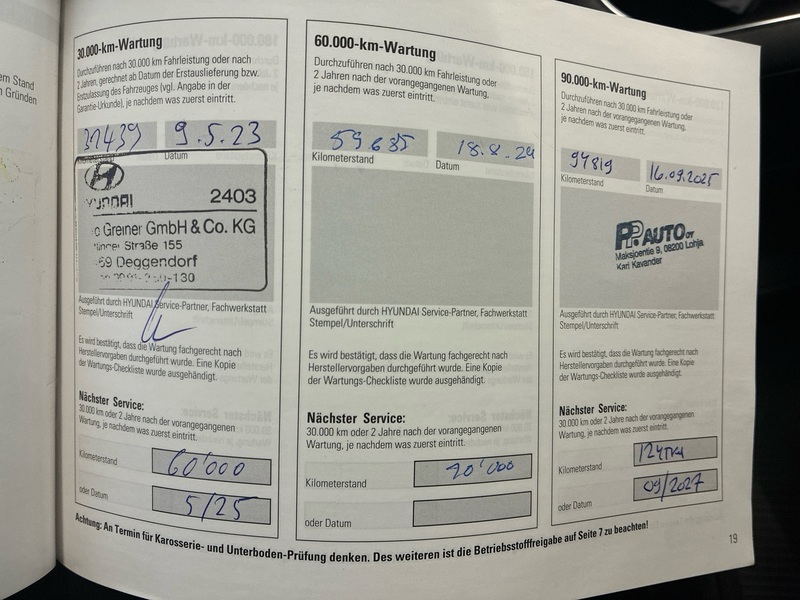 em Stand
n Gründen
30.000-km-Wartung
Durchzuführen nach 30.000 km Fahrleistung oder nach
2 Jahren, gerechnet ab Datum der Erstauslieferung bzw.
Erstzulassung des Fahrzeuges (vgl. Angabe in der
Garantie-Urkunde), je nachdem was zuerst eintritt.
31439 9.5.23
Datum
HYUNDAI 2403
o Greiner GmbH & Co. KG
Straße 155
69 Deggendorf
-130
Ausgeführt durch HYUNDAI Service-Partner, Fachwerkstatt
Stempel/Unterschrift
Es wird bestätigt, dass die Wartung fachgerecht nach
Herstellervorgaben durchgeführt wurde. Eine Kopie
der Wartungs-Checkliste wurde ausgehändigt.
Nächster Service:
30.000 km oder 2 Jahre nach der vorangegangenen
Wartung, je nachdem was zuerst eintritt.
Kilometerstand 60'000
oder Datum 5/25
60.000-km-Wartung
Durchzuführen nach 30.000 km Fahrleistung oder
2 Jahren nach der vorangegangenen Wartung,
je nachdem was zuerst eintritt.
59685 18.8.24
Kilometerstand Datum
Ausgeführt durch HYUNDAI Service-Partner, Fachwerkstatt
Stempel/Unterschrift
Es wird bestätigt, dass die Wartung fachgerecht nach
Herstellervorgaben durchgeführt wurde. Eine Kopie
der Wartungs-Checkliste wurde ausgehändigt.
Nächster Service:
30.000 km oder 2 Jahre nach der vorangegangenen
Wartung, je nachdem was zuerst eintritt.
Kilometerstand 90'000
oder Datum
90.000-km-Wartung
Durchzuführen nach 30.000 km Fahrleistung oder
2 Jahren nach der vorangegangenen Wartung,
je nachdem was zuerst eintritt.
94819 16.09.2025
Kilometerstand Datum
PP.AUTO OY
Maksjoentie 9, 08200 Lohja
Kari Kavander
Ausgeführt durch HYUNDAI Service-Partner, Fachwerkstatt
Stempel/Unterschrift
Es wird bestätigt, dass die Wartung fachgerecht nach
Herstellervorgaben durchgeführt wurde. Eine Kopie
der Wartungs-Checkliste wurde ausgehändigt.
Nächster Service:
30.000 km oder 2 Jahre nach der vorangegangenen
Wartung, je nachdem was zuerst eintritt.
Kilometerstand 124TKM
oder Datum 09/2027
Achtung: An Termin für Karosserie- und Unterboden-Prüfung denken. Des weiteren ist die Betriebsstofffreigabe auf Seite 7 zu beachten!
19